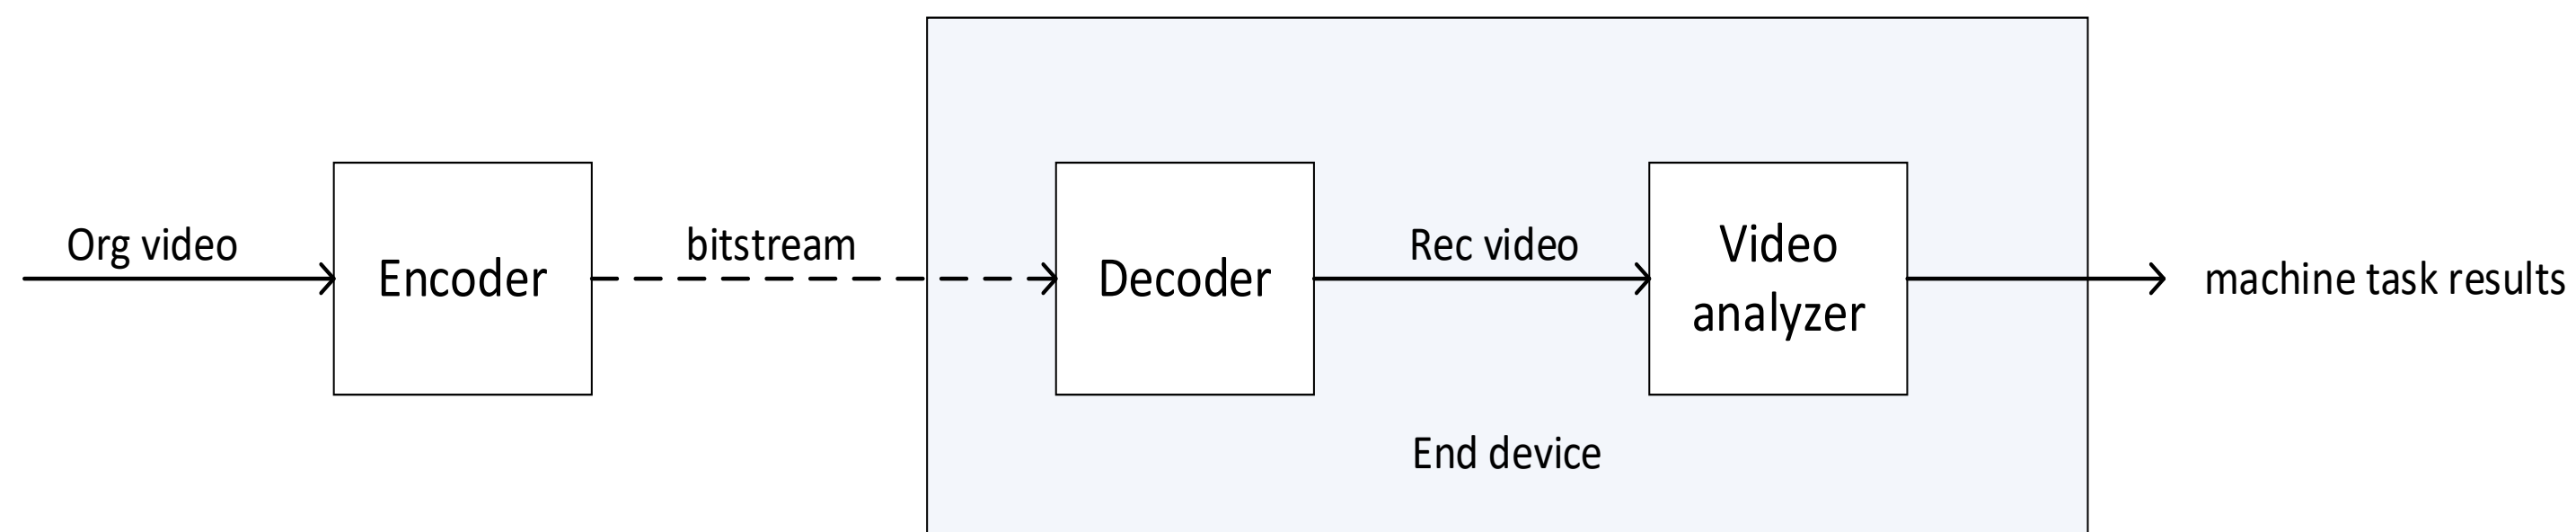 Org video
Encoder
bitstream
Decoder
Rec video
Video
analyzer
machine task results
End device